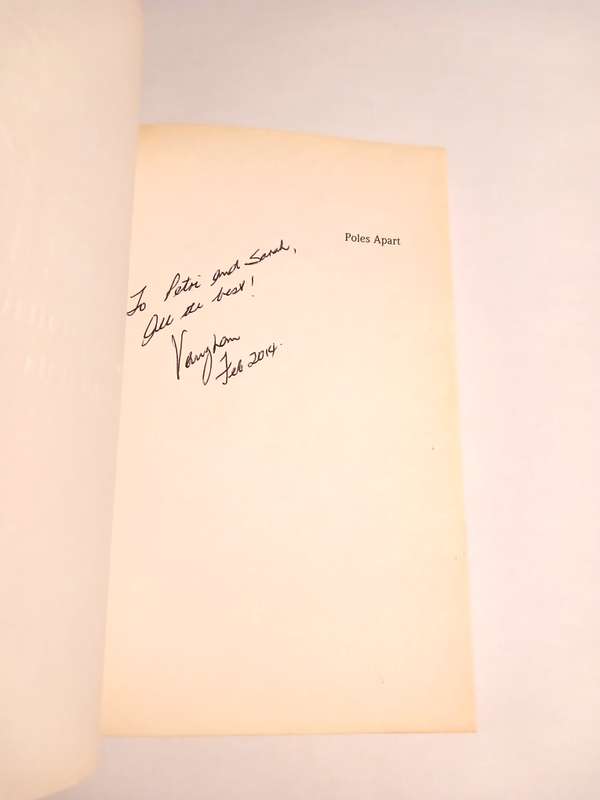 Poles Apart
To Petri and Sarah,
All the best!
Vaughan
Feb 2014.